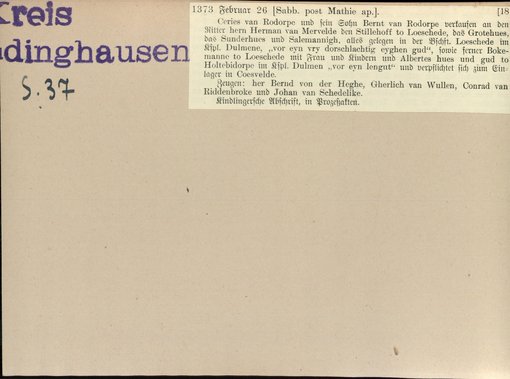 Kreis
dinghausen
S. 37
1373 Februar 26 [Sabb. post Mathie ap.]. [18
Ceries van Rodorpe und sein Sohn Bernt van Rodorpe verkaufen an den
Ritter hern Herman van Mervelde den Stillehoff to Loeschede, das Grotehues,
das Sunderhues und Salemannigh, alles gelegen in der Bschft. Loeschede im
Kspl. Dulmene, „vor eyn vry dorslachtig eyghen gud", sowie ferner Boke-
manne to Loeschede mit Frau und Kindern und Albertes hues und gud to
Holtebidorpe im Kspl. Dulmen „vor eyn lengut" und verpflichtet sich zum Ein-
lager in Coesvelde.
Zeugen: her Bernd von der Heghe, Gherlich van Wullen, Conrad van
Riddenbroke und Johan van Schedelike.
Kindlingersche Abschrift, in Prozeßakten.